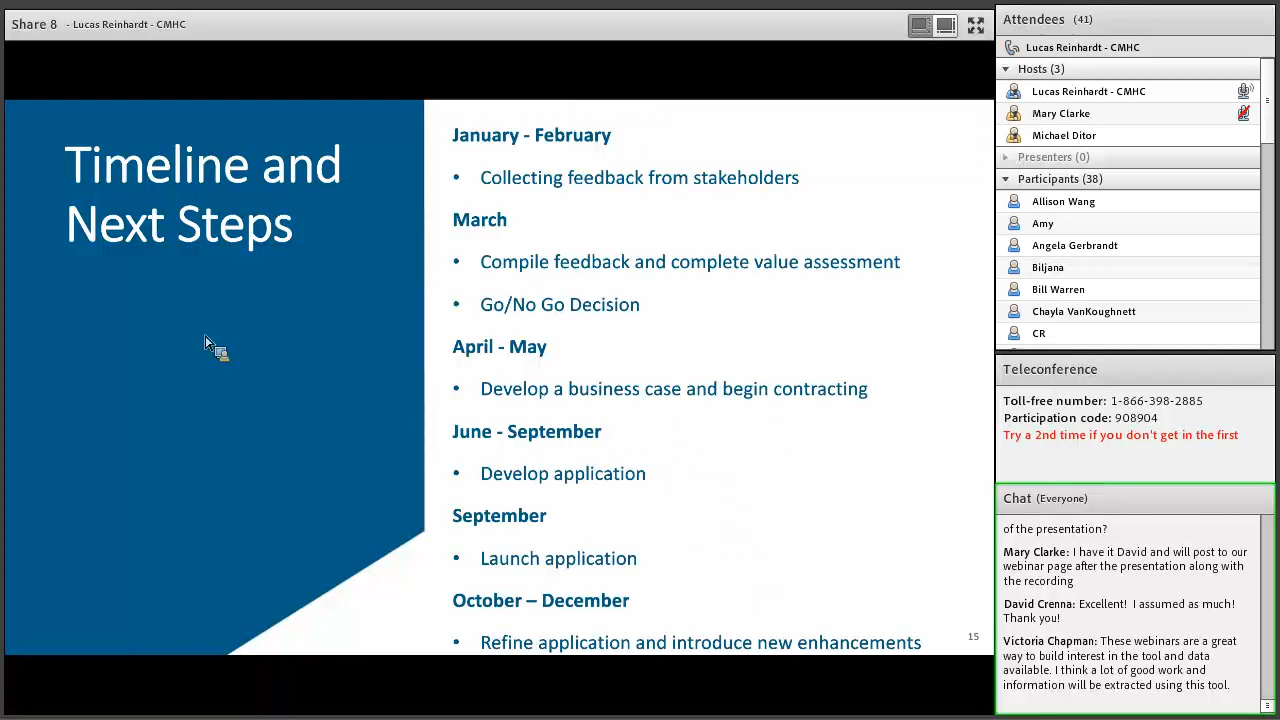 Share 8 - Lucas Reinhardt - CMHC
Timeline and
Next Steps
January - February
• Collecting feedback from stakeholders
March
• Compile feedback and complete value assessment
• Go/No Go Decision
April - May
• Develop a business case and begin contracting
June - September
• Develop application
September
• Launch application
October – December
• Refine application and introduce new enhancements
15
Attendees (41)
Lucas Reinhardt - CMHC
Hosts (3)
Lucas Reinhardt - CMHC
Mary Clarke
Michael Ditor
Presenters (0)
Participants (38)
Allison Wang
Amy
Angela Gerbrandt
Biljana
Bill Warren
Chayla VanKoughnett
CR
Teleconference
Toll-free number: 1-866-398-2885
Participation code: 908904
Try a 2nd time if you don't get in the first
Chat (Everyone)
of the presentation?
Mary Clarke: I have it David and will post to our
webinar page after the presentation along with
the recording
David Crenna: Excellent! I assumed as much!
Thank you!
Victoria Chapman: These webinars are a great
way to build interest in the tool and data
available. I think a lot of good work and
information will be extracted using this tool.